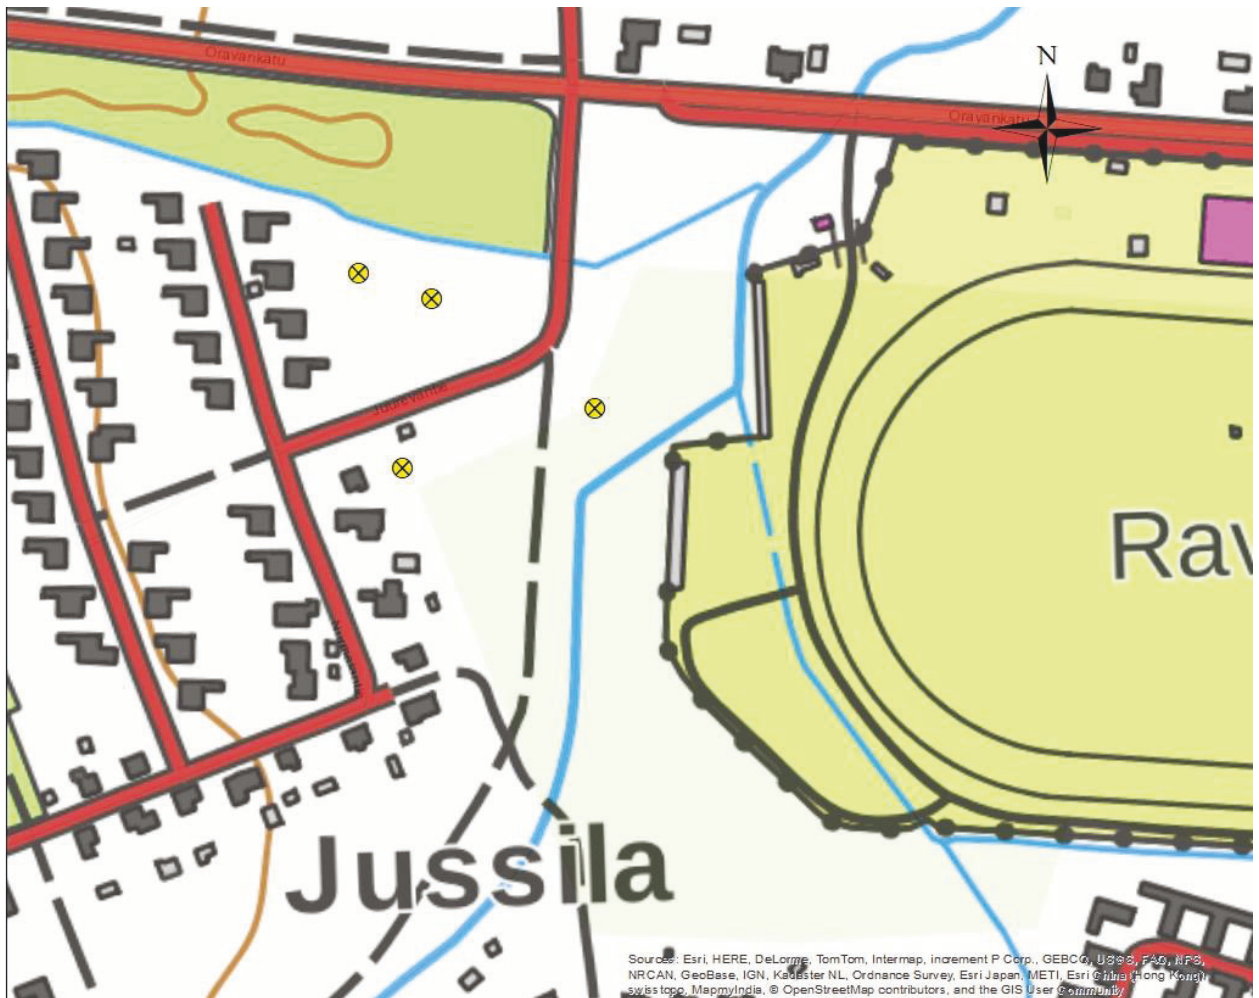 Oravankatu
N
Oravankatu
Juurevantie
Rav
Jussila
Sources: Esri, HERE, DeLorme, TomTom, Intermap, increment P Corp., GEBCO, USGS, FAO, NPS,
NRCAN, GeoBase, IGN, Kadaster NL, Ordnance Survey, Esri Japan, METI, Esri China (Hong Kong),
swisstopo, MapmyIndia, © OpenStreetMap contributors, and the GIS User Community